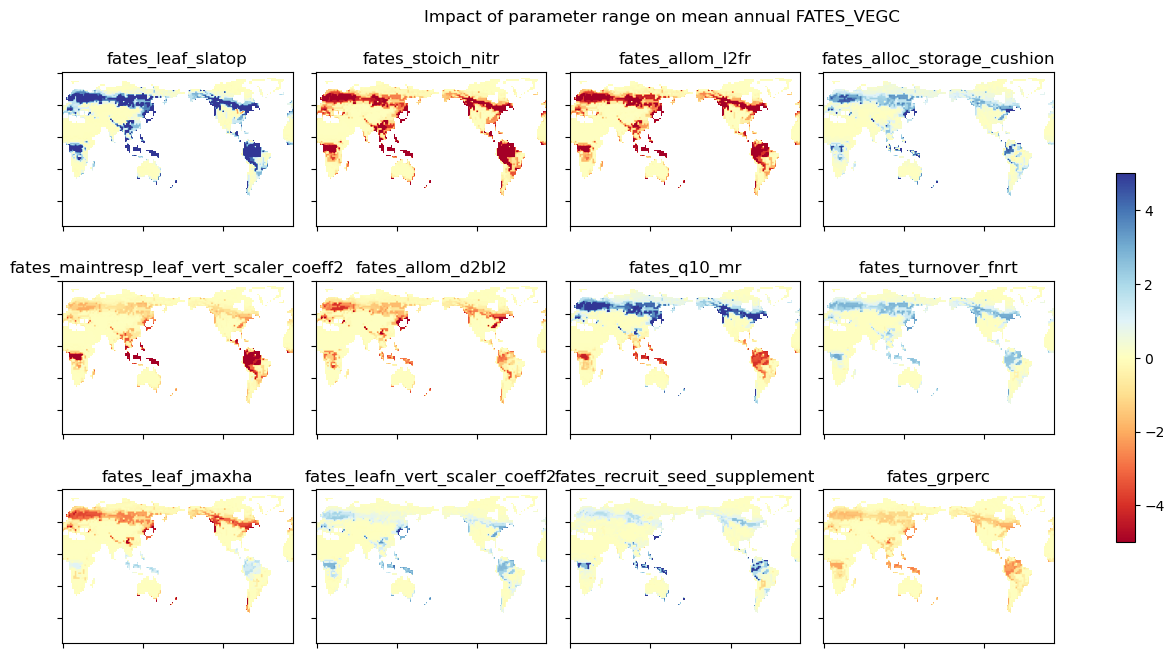 Impact of parameter range on mean annual FATES_VEGC
fates_leaf_slatop
fates_stoich_nitr
fates_allom_l2fr
fates_alloc_storage_cushion
fates_maintresp_leaf_vert_scaler_coeff2
fates_allom_d2bl2
fates_q10_mr
fates_turnover_fnrt
fates_leaf_jmaxha
fates_leafn_vert_scaler_coeff2
fates_recruit_seed_supplement
fates_grperc
4
2
0
−2
−4